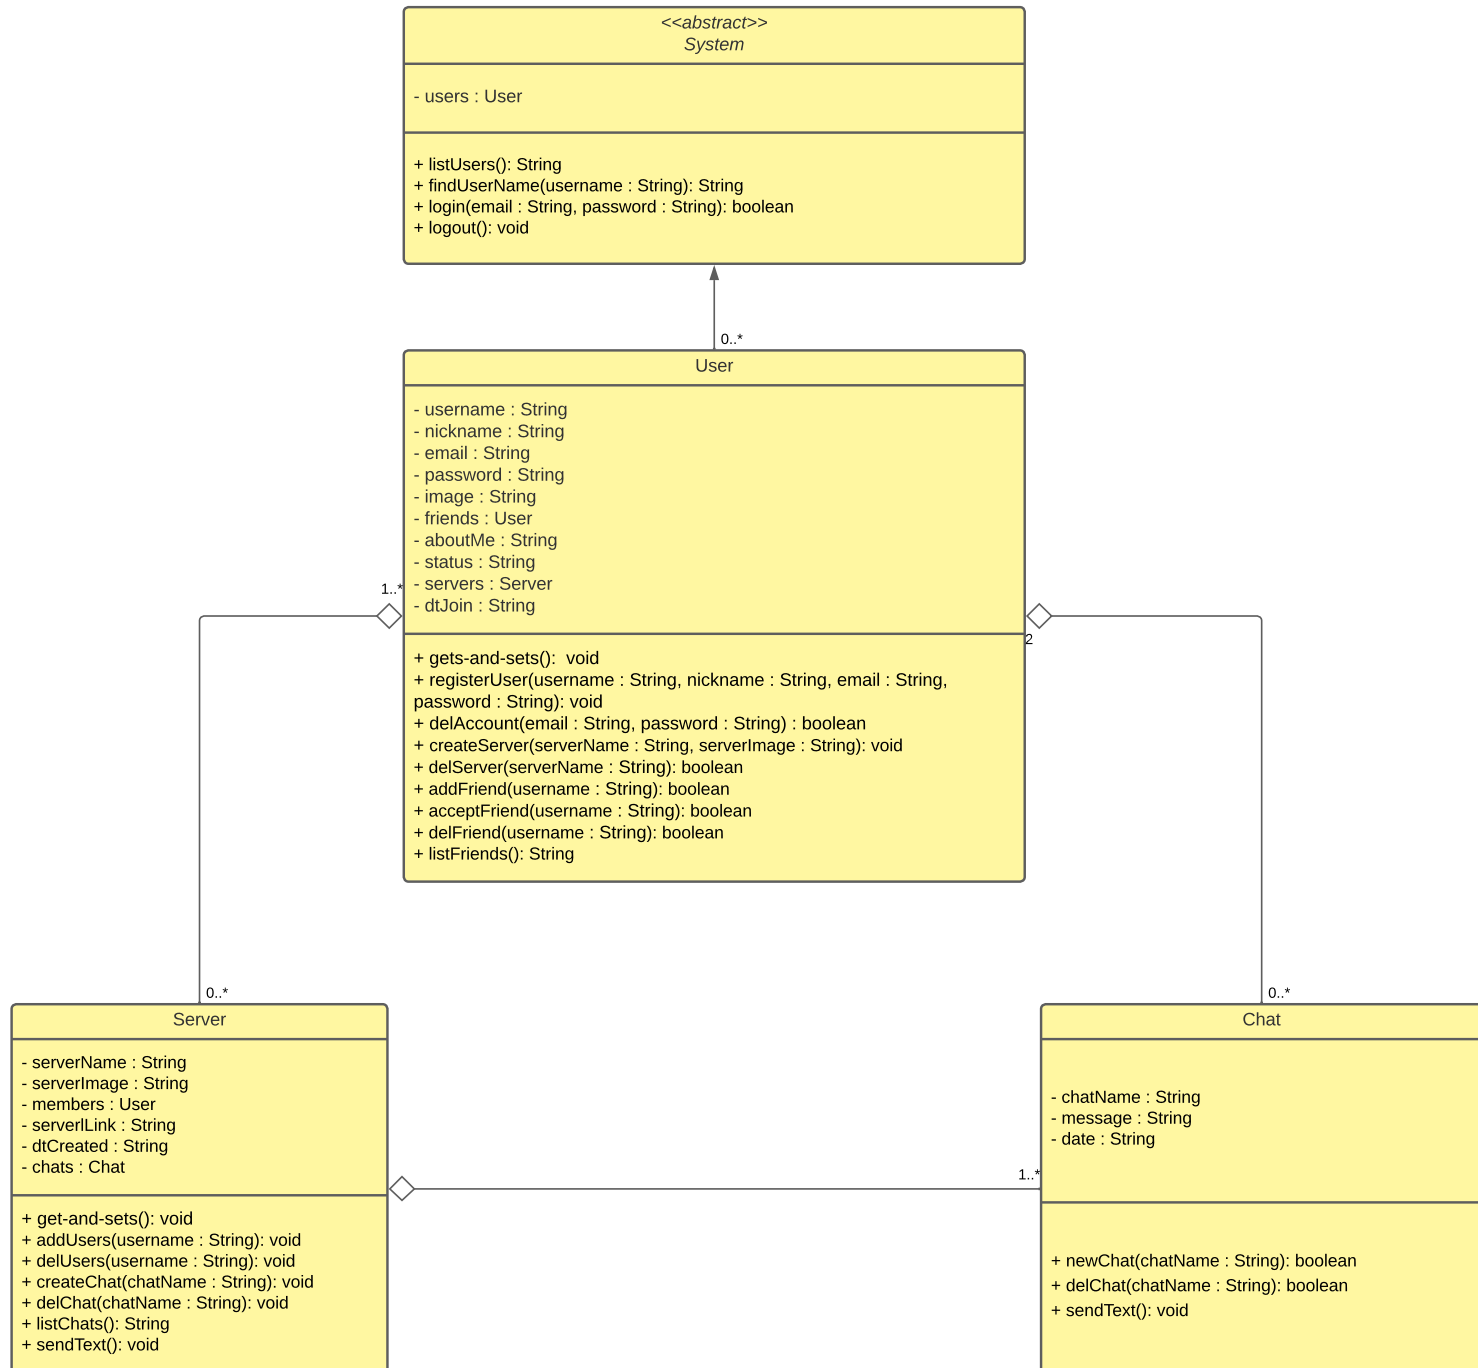 <<abstract>>
System
- users : User
+ listUsers(): String
+ findUserName(username : String): String
+ login(email : String, password : String): boolean
+ logout(): void
0..*
User
- username : String
- nickname : String
- email : String
- password : String
- image : String
- friends : User
- aboutMe : String
- status : String
- servers : Server
- dtJoin : String
1..*
2
+ gets-and-sets():  void
+ registerUser(username : String, nickname : String, email : String,
password : String): void
+ delAccount(email : String, password : String) : boolean
+ createServer(serverName : String, serverImage : String): void
+ delServer(serverName : String): boolean
+ addFriend(username : String): boolean
+ acceptFriend(username : String): boolean
+ delFriend(username : String): boolean
+ listFriends(): String
0..*
Server
- serverName : String
- serverImage : String
- members : User
- serverlLink : String
- dtCreated : String
- chats : Chat
+ get-and-sets(): void
+ addUsers(username : String): void
+ delUsers(username : String): void
+ createChat(chatName : String): void
+ delChat(chatName : String): void
+ listChats(): String
+ sendText(): void
0..*
Chat
- chatName : String
- message : String
- date : String
1..*
+ newChat(chatName : String): boolean
+ delChat(chatName : String): boolean
+ sendText(): void